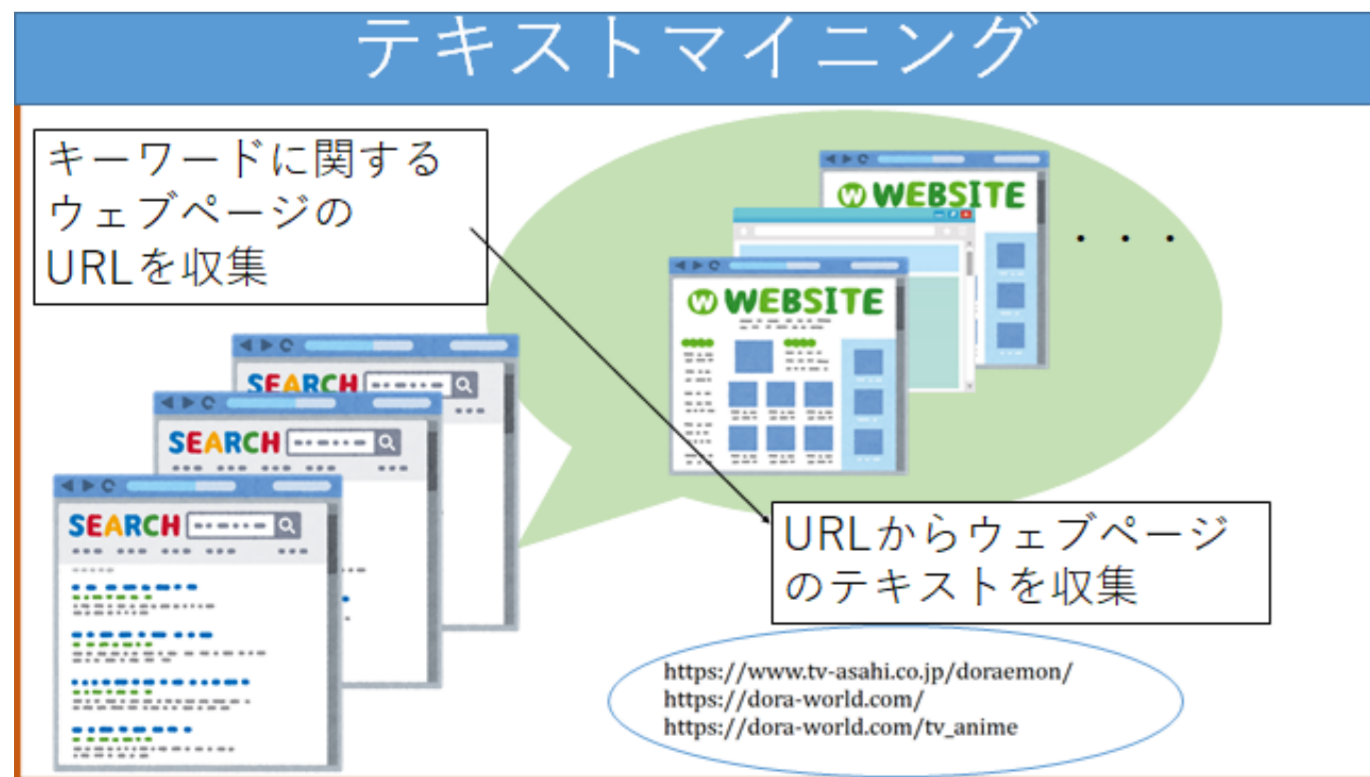 テキストマイニング
キーワードに関する
ウェブページの
URLを収集
WEBSITE
・・・
WEBSITE
SEARCH
SEARCH
SEARCH
URLからウェブページ
のテキストを収集
https://www.tv-asahi.co.jp/doraemon/
https://dora-world.com/
https://dora-world.com/tv_anime